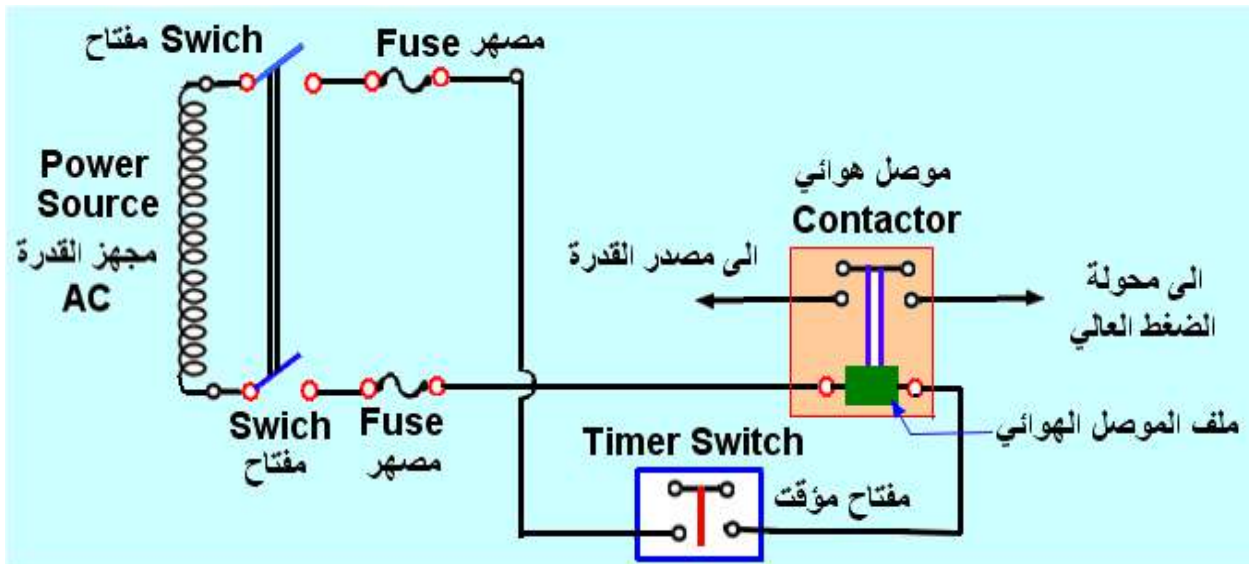 مفتاح Swich
Fuse مصهر
Power
Source
مجهز القدرة
AC
موصل هوائي
Contactor
الى مصدر القدرة
الى محولة
الضغط العالي
Swich
مفتاح
Fuse
مصهر
ملف الموصل الهوائي
Timer Switch
مفتاح مؤقت